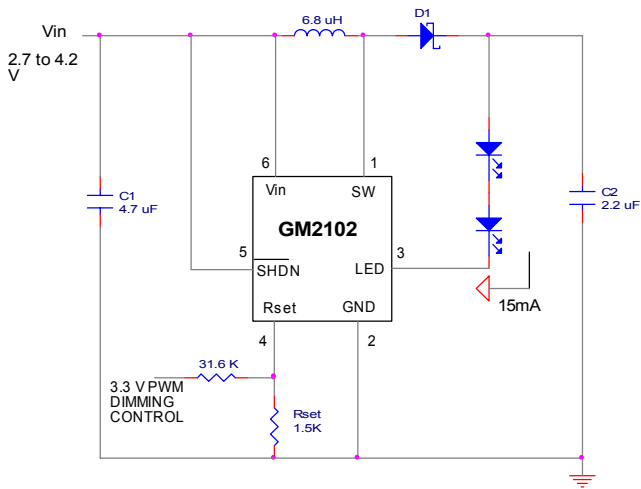 6.8 uH
D1
Vin
2.7 to 4.2
V
6
1
Vin
SW
C1
4.7 uF
C2
2.2 uF
GM2102
5
3
SHDN
LED
15mA
Rset
GND
4
2
31.6 K
3.3 V PWM
DIMMING
CONTROL
Rset
1.5K